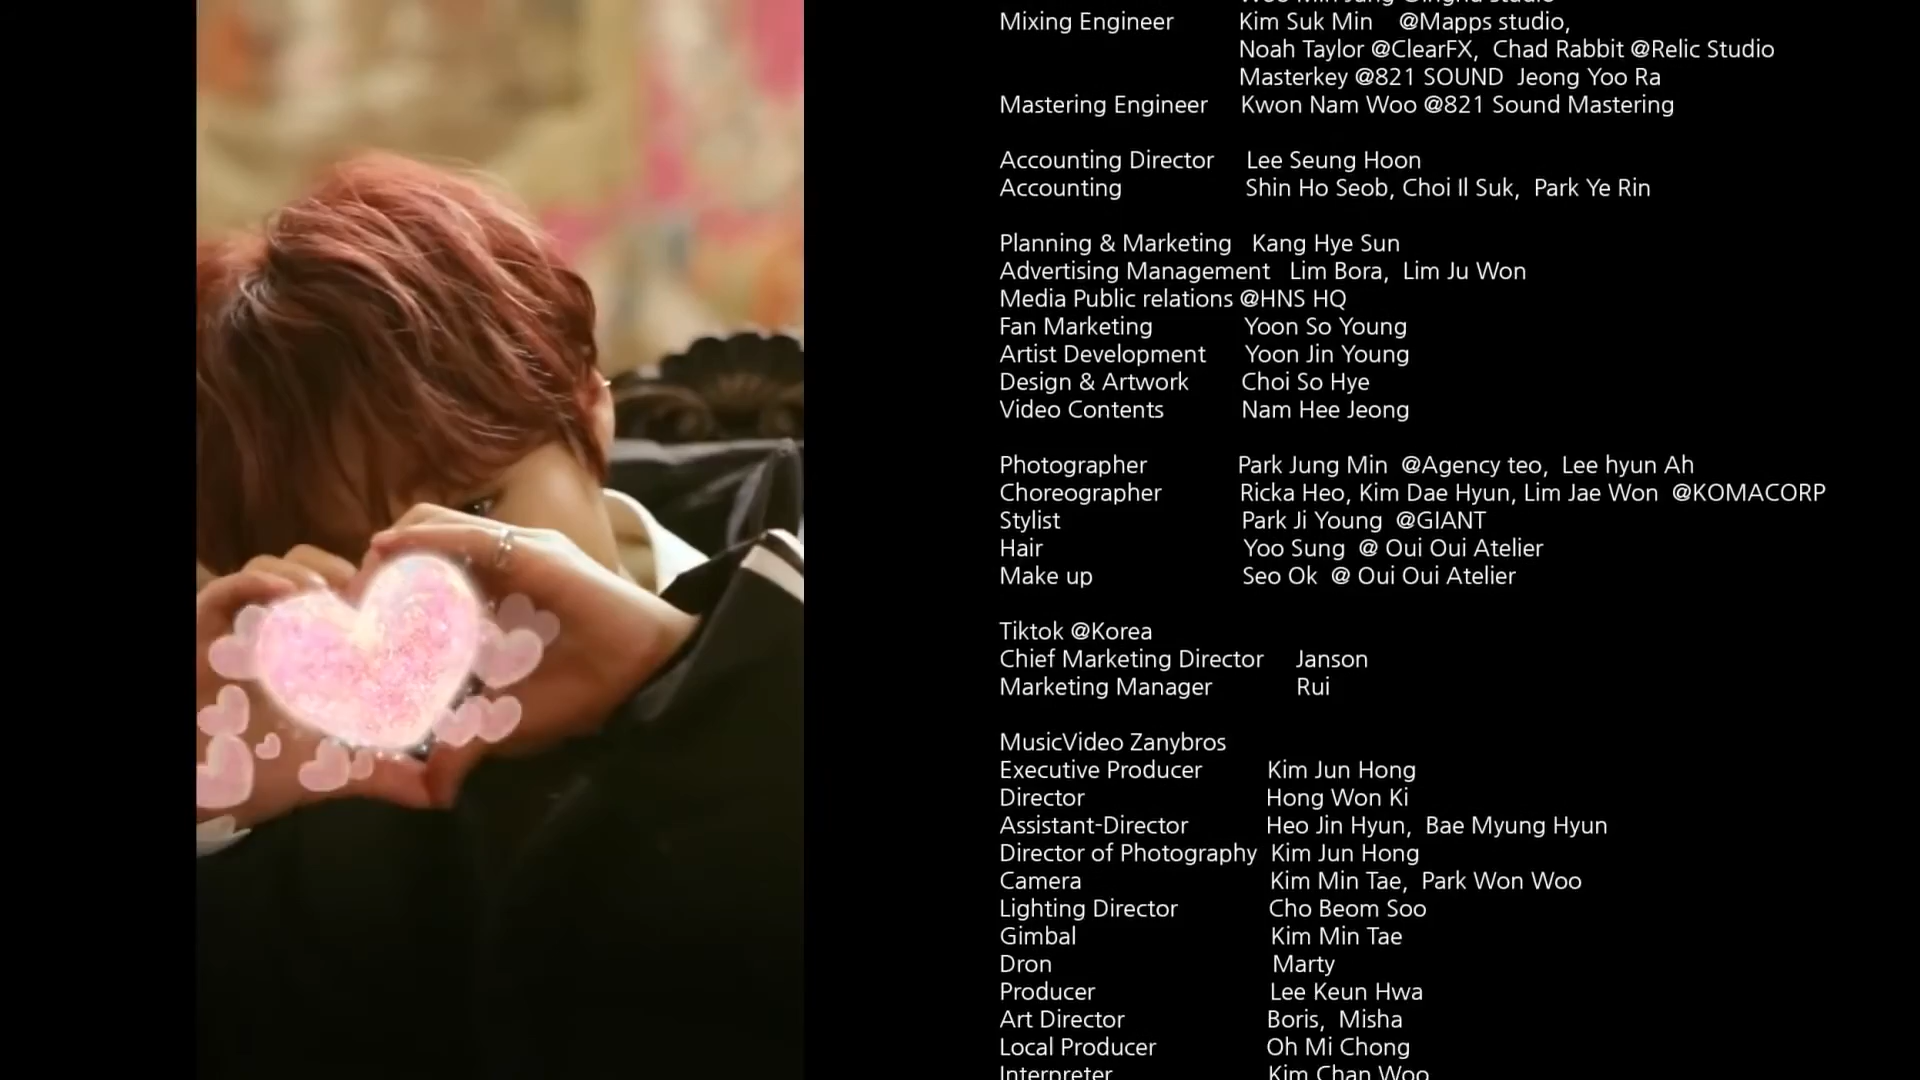 Mixing Engineer Kim Suk Min @Mapps studio,
Noah Taylor @ClearFX, Chad Rabbit @Relic Studio
Masterkey @821 SOUND Jeong Yoo Ra
Mastering Engineer Kwon Nam Woo @821 Sound Mastering
Accounting Director Lee Seung Hoon
Accounting Shin Ho Seob, Choi Il Suk, Park Ye Rin
Planning & Marketing Kang Hye Sun
Advertising Management Lim Bora, Lim Ju Won
Media Public relations @HNS HQ
Fan Marketing Yoon So Young
Artist Development Yoon Jin Young
Design & Artwork Choi So Hye
Video Contents Nam Hee Jeong
Photographer Park Jung Min @Agency teo, Lee hyun Ah
Choreographer Ricka Heo, Kim Dae Hyun, Lim Jae Won @KOMACORP
Stylist Park Ji Young @GIANT
Hair Yoo Sung @ Oui Oui Atelier
Make up Seo Ok @ Oui Oui Atelier
Tiktok @Korea
Chief Marketing Director Janson
Marketing Manager Rui
MusicVideo Zanybros
Executive Producer Kim Jun Hong
Director Hong Won Ki
Assistant-Director Heo Jin Hyun, Bae Myung Hyun
Director of Photography Kim Jun Hong
Camera Kim Min Tae, Park Won Woo
Lighting Director Cho Beom Soo
Gimbal Kim Min Tae
Dron Marty
Producer Lee Keun Hwa
Art Director Boris, Misha
Local Producer Oh Mi Chong
Interpreter Kim Chan Woo